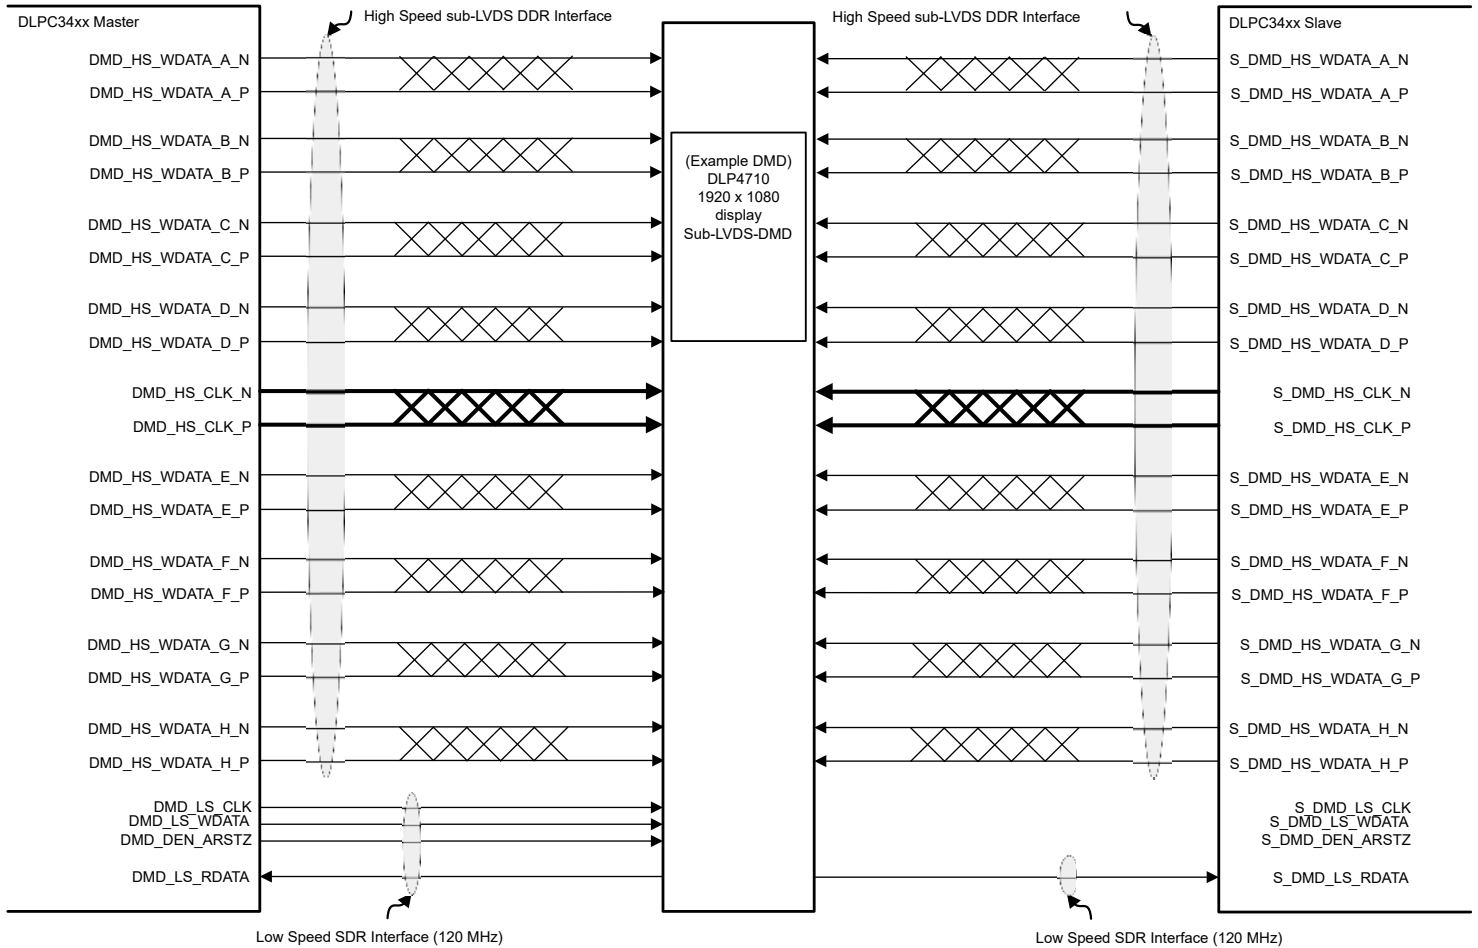 DLPC34xx Master
High Speed sub-LVDS DDR Interface
High Speed sub-LVDS DDR Interface
DLPC34xx Slave
DMD_HS_WDATA_A_N
DMD_HS_WDATA_A_P
DMD_HS_WDATA_B_N
DMD_HS_WDATA_B_P
DMD_HS_WDATA_C_N
DMD_HS_WDATA_C_P
DMD_HS_WDATA_D_N
DMD_HS_WDATA_D_P
DMD_HS_CLK_N
DMD_HS_CLK_P
DMD_HS_WDATA_E_N
DMD_HS_WDATA_E_P
DMD_HS_WDATA_F_N
DMD_HS_WDATA_F_P
DMD_HS_WDATA_G_N
DMD_HS_WDATA_G_P
DMD_HS_WDATA_H_N
DMD_HS_WDATA_H_P
DMD_LS_CLK
DMD_LS_WDATA
DMD_DEN_ARSTZ
DMD_LS_RDATA
Low Speed SDR Interface (120 MHz)
(Example DMD)
DLP4710
1920 x 1080
display
Sub-LVDS-DMD
S_DMD_HS_WDATA_A_N
S_DMD_HS_WDATA_A_P
S_DMD_HS_WDATA_B_N
S_DMD_HS_WDATA_B_P
S_DMD_HS_WDATA_C_N
S_DMD_HS_WDATA_C_P
S_DMD_HS_WDATA_D_N
S_DMD_HS_WDATA_D_P
S_DMD_HS_CLK_N
S_DMD_HS_CLK_P
S_DMD_HS_WDATA_E_N
S_DMD_HS_WDATA_E_P
S_DMD_HS_WDATA_F_N
S_DMD_HS_WDATA_F_P
S_DMD_HS_WDATA_G_N
S_DMD_HS_WDATA_G_P
S_DMD_HS_WDATA_H_N
S_DMD_HS_WDATA_H_P
S_DMD_LS_CLK
S_DMD_LS_WDATA
S_DMD_DEN_ARSTZ
S_DMD_LS_RDATA
Low Speed SDR Interface (120 MHz)